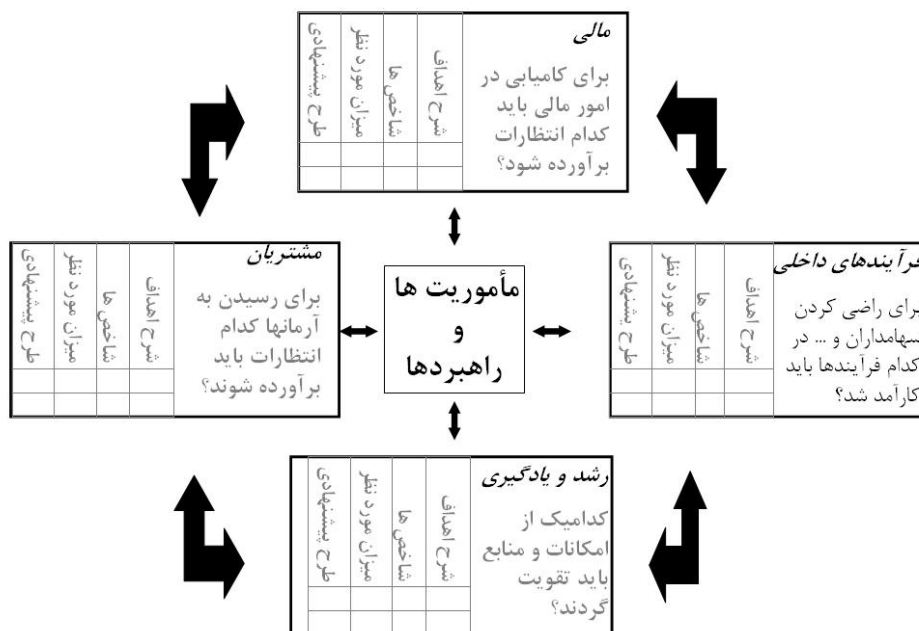 مالی
برای کامیابی در
امور مالی باید
کدام انتظارات
برآورده شود؟
شرح اهداف
شاخص ها
میزان مورد نظر
طرح پیشنهادی
فرآیندهای داخلی
برای راضی کردن
سهامداران و ... در
کدام فرآیندها باید
کارآمد شد؟
شرح اهداف
شاخص ها
میزان مورد نظر
طرح پیشنهادی
مأموریت ها
و
راهبردها
مشتریان
برای رسیدن به
آرمانها کدام
انتظارات باید
برآورده شوند؟
شرح اهداف
شاخص ها
میزان مورد نظر
طرح پیشنهادی
رشد و یادگیری
کدامیک از
امکانات و منابع
باید تقویت
گردند؟
شرح اهداف
شاخص ها
میزان مورد نظر
طرح پیشنهادی